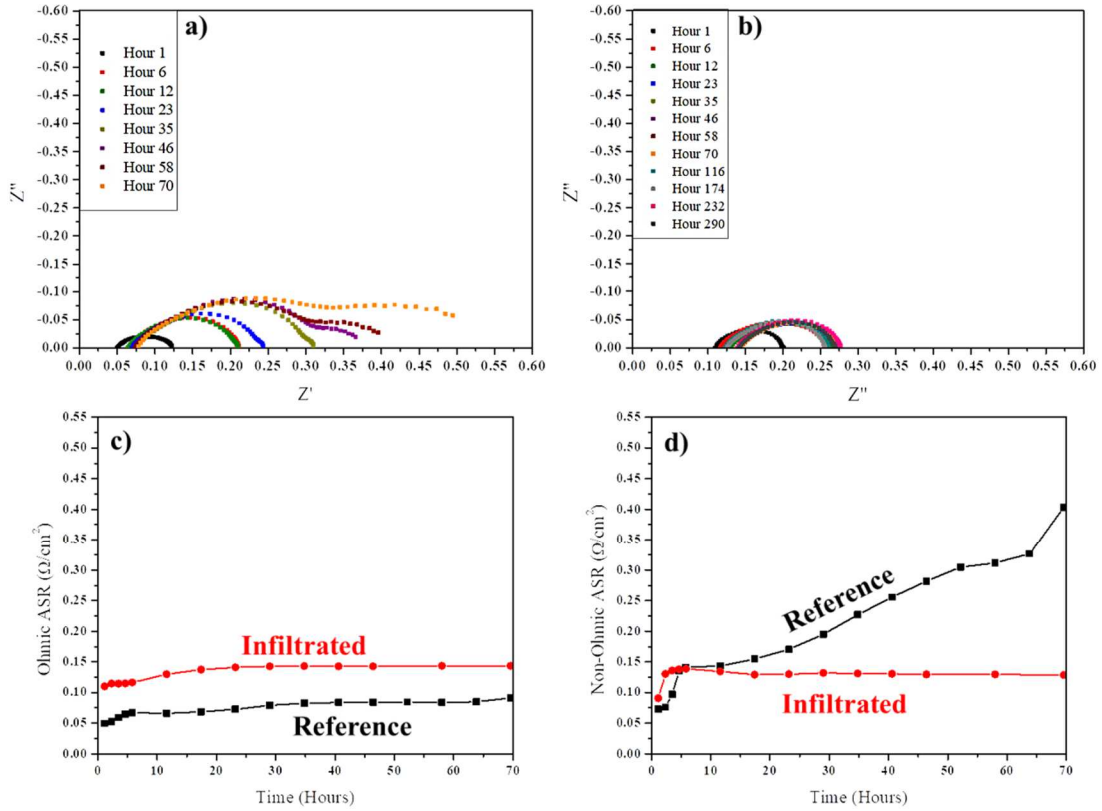 a)
-0.60
-0.55
-0.50
-0.45
-0.40
-0.35
-0.30
-0.25
-0.20
-0.15
-0.10
-0.05
0.00
Z''
Hour 1
Hour 6
Hour 12
Hour 23
Hour 35
Hour 46
Hour 58
Hour 70
0.00 0.05 0.10 0.15 0.20 0.25 0.30 0.35 0.40 0.45 0.50 0.55 0.60
Z'
b)
-0.60
-0.55
-0.50
-0.45
-0.40
-0.35
-0.30
-0.25
-0.20
-0.15
-0.10
-0.05
0.00
Z''
Hour 1
Hour 6
Hour 12
Hour 23
Hour 35
Hour 46
Hour 58
Hour 70
Hour 116
Hour 174
Hour 232
Hour 290
0.00 0.05 0.10 0.15 0.20 0.25 0.30 0.35 0.40 0.45 0.50 0.55 0.60
Z''
c)
0.55
0.50
0.45
0.40
0.35
0.30
0.25
0.20
0.15
0.10
0.05
0.00
Ohmic ASR (Ω/cm²)
Infiltrated
Reference
0 10 20 30 40 50 60 70
Time (Hours)
d)
0.55
0.50
0.45
0.40
0.35
0.30
0.25
0.20
0.15
0.10
0.05
0.00
Non-Ohmic ASR (Ω/cm²)
Reference
Infiltrated
0 10 20 30 40 50 60 70
Time (Hours)